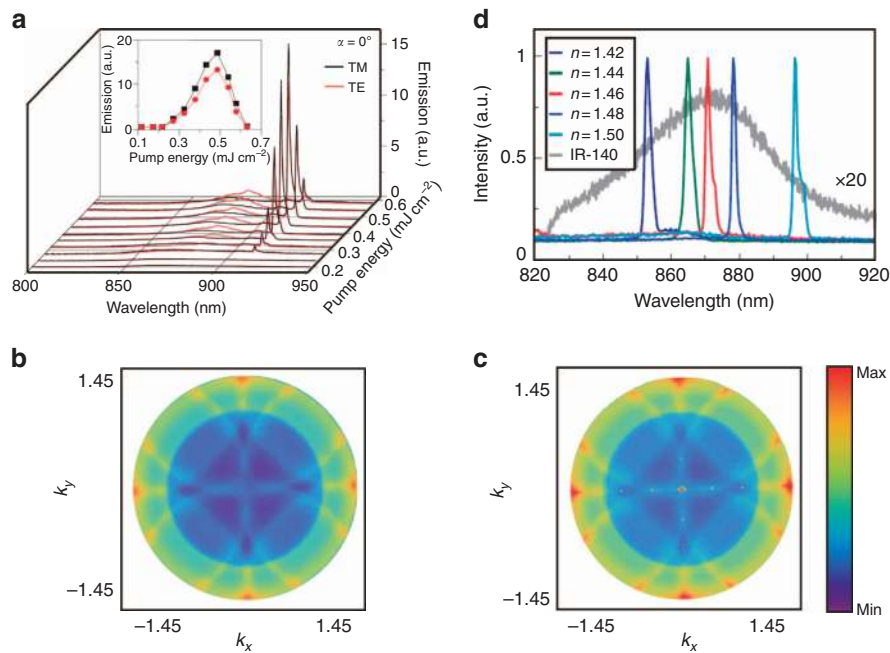 a
α = 0°
TM
TE
Emission (a.u.)
20
10
0
0.1 0.3 0.5 0.7
Pump energy (mJ cm⁻²)
15
10
5
0
Emission (a.u.)
0.6
0.5
0.4
0.3
0.2
Pump energy (mJ cm⁻²)
800 850 900 950
Wavelength (nm)
d
n = 1.42
n = 1.44
n = 1.46
n = 1.48
n = 1.50
IR-140
×20
1
0.5
0
Intensity (a.u.)
820 840 860 880 900 920
Wavelength (nm)
b
1.45
ky
−1.45
−1.45 1.45
kx
c
1.45
ky
−1.45
−1.45 1.45
kx
Max
Min